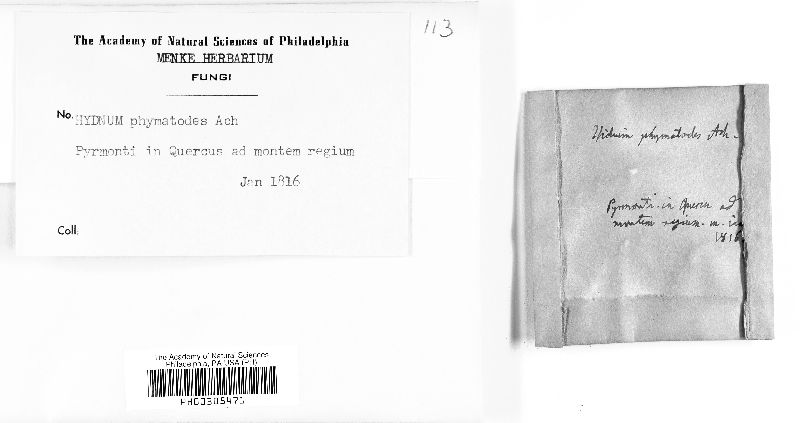 The Academy of Natural Sciences of Philadelphia
MENKE HERBARIUM
FUNGI
No. HYDNUM phymatodes Ach
Pyrmonti in Quercus ad montem regium
Jan 1816
Coll.
113
The Academy of Natural Sciences
Philadelphia, PA USA (PH)
Hidnum phymatodes Ach.
Pyrmonti. in Quercu ad
montem regium. m.
1816